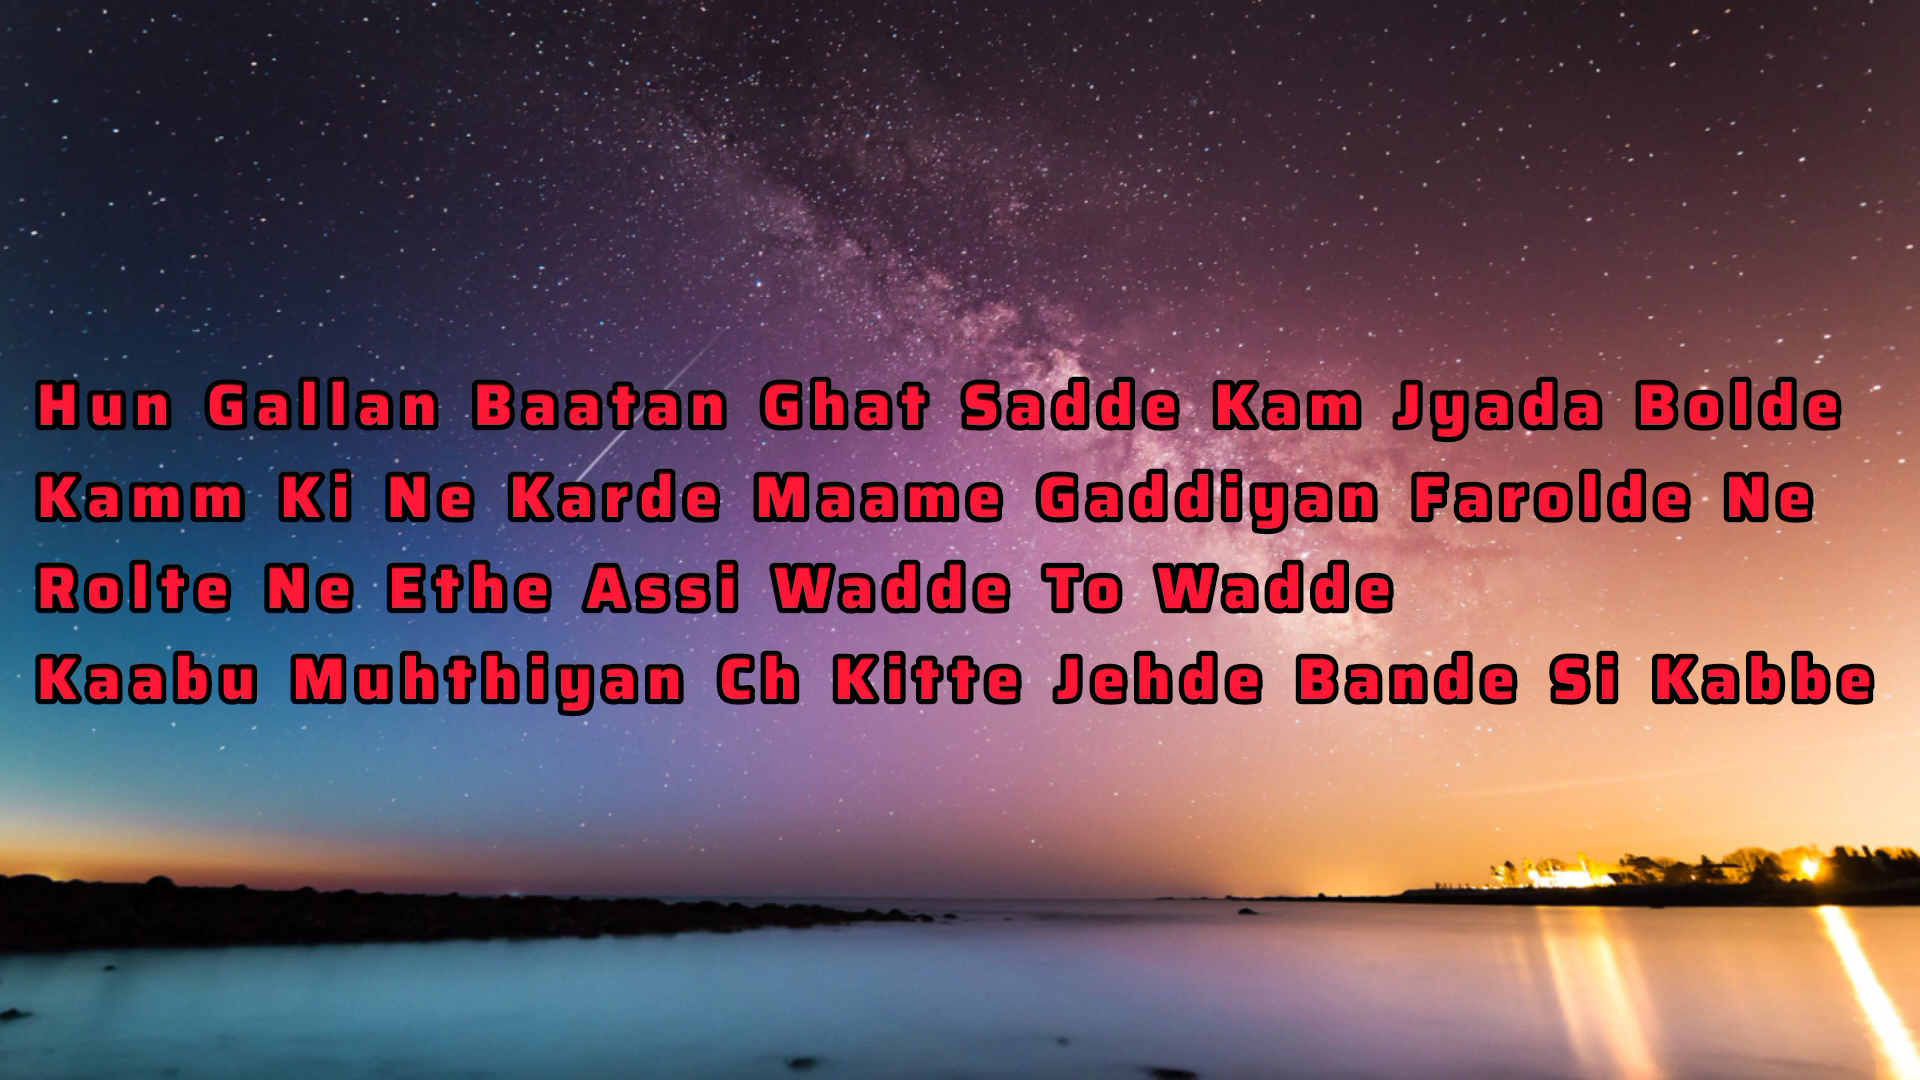 Hun Gallan Baatan Ghat Sadde Kam Jyada Bolde
Kamm Ki Ne Karde Maame Gaddiyan Farolde Ne
Rolte Ne Ethe Assi Wadde To Wadde
Kaabu Muhthiyan Ch Kitte Jehde Bande Si Kabbe